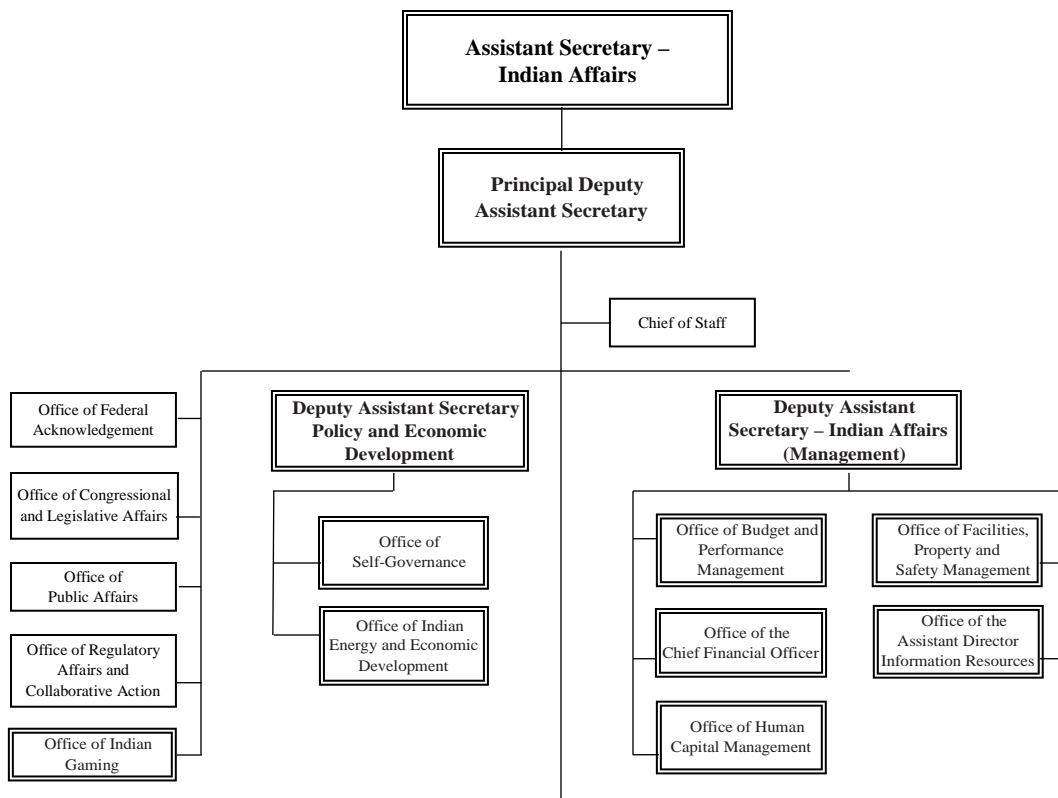 Assistant Secretary –
Indian Affairs
Principal Deputy
Assistant Secretary
Chief of Staff
Office of Federal
Acknowledgement
Office of Congressional
and Legislative Affairs
Office of
Public Affairs
Office of Regulatory
Affairs and
Collaborative Action
Office of Indian
Gaming
Deputy Assistant Secretary
Policy and Economic
Development
Office of
Self-Governance
Office of Indian
Energy and Economic
Development
Deputy Assistant
Secretary – Indian Affairs
(Management)
Office of Budget and
Performance
Management
Office of the
Chief Financial Officer
Office of Human
Capital Management
Office of Facilities,
Property and
Safety Management
Office of the
Assistant Director
Information Resources